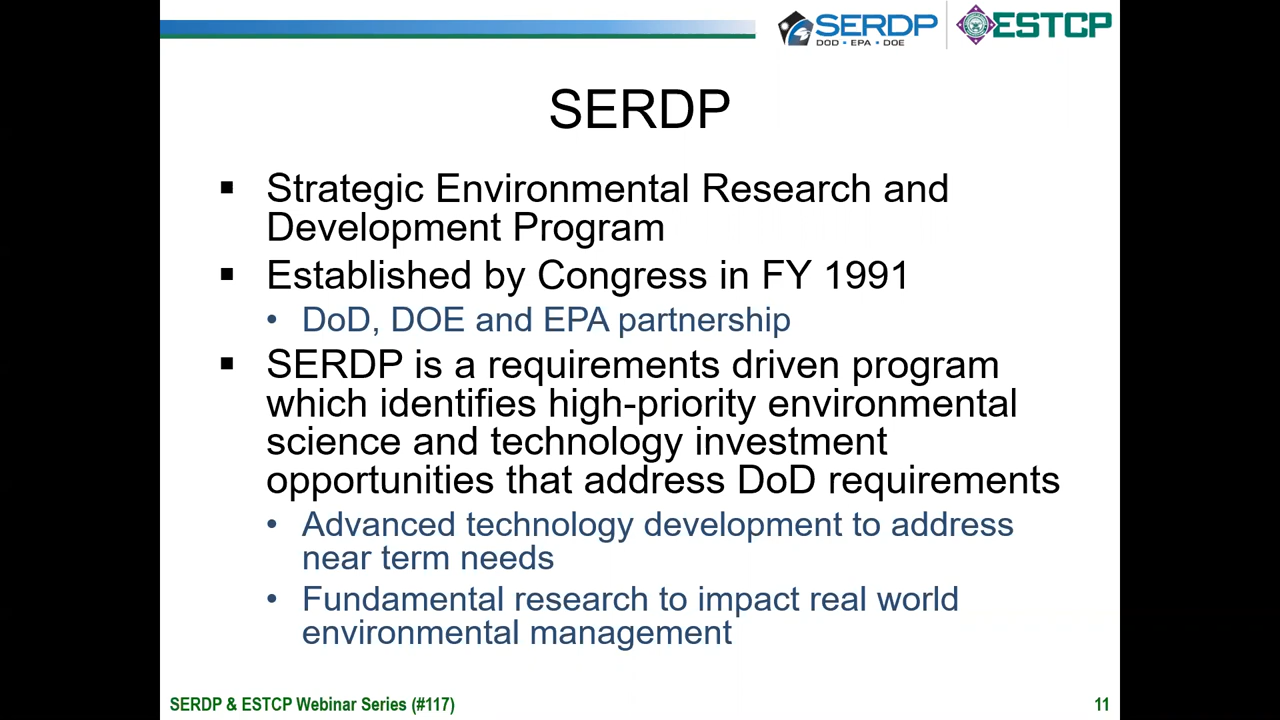 SERDP
DOD • EPA • DOE
ESTCP
SERDP
▪ Strategic Environmental Research and
Development Program
▪ Established by Congress in FY 1991
• DoD, DOE and EPA partnership
▪ SERDP is a requirements driven program
which identifies high-priority environmental
science and technology investment
opportunities that address DoD requirements
• Advanced technology development to address
near term needs
• Fundamental research to impact real world
environmental management
SERDP & ESTCP Webinar Series (#117)
11